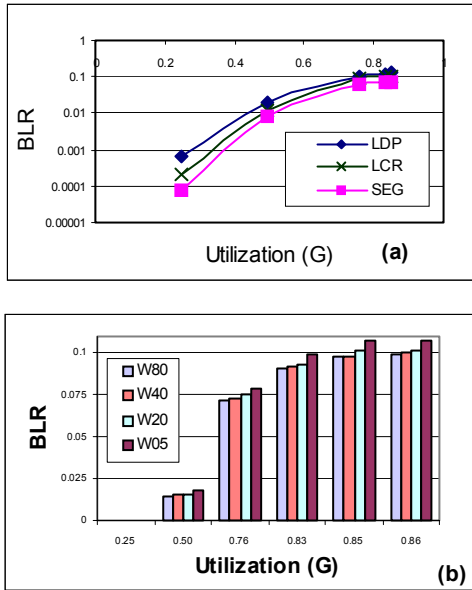 1
0.1
0.01
0.001
0.0001
0.00001
0 0.2 0.4 0.6 0.8 1
BLR
LDP
LCR
SEG
Utilization (G)
(a)
0.1
0.075
0.05
0.025
0
BLR
W80
W40
W20
W05
0.25 0.50 0.76 0.83 0.85 0.86
Utilization (G)
(b)